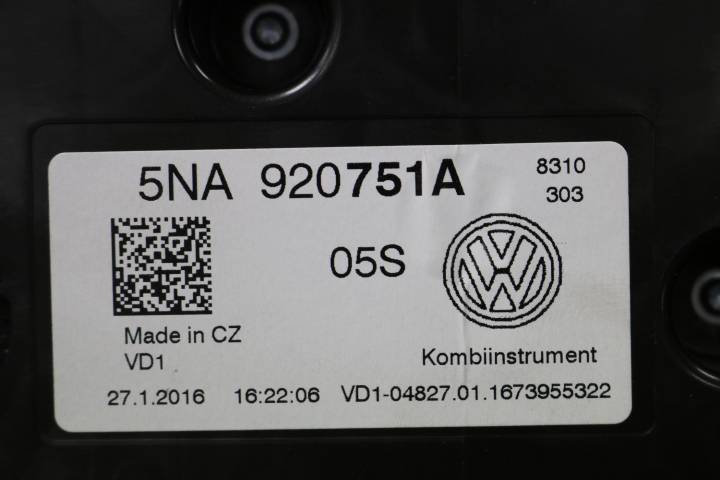 5NA 920751A
8310
303
05S
Made in CZ
VD1
Kombiinstrument
27.1.2016 16:22:06 VD1-04827.01.1673955322